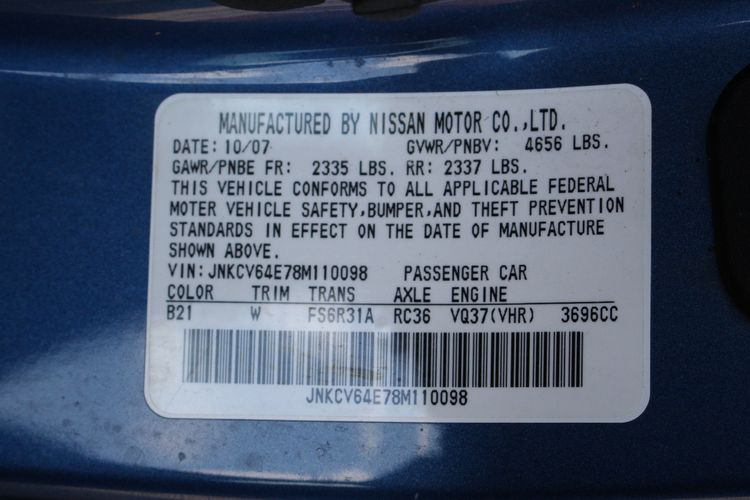 MANUFACTURED BY NISSAN MOTOR CO.,LTD.
DATE: 10/07 GVWR/PNBV: 4656 LBS.
GAWR/PNBE FR: 2335 LBS. RR: 2337 LBS.
THIS VEHICLE CONFORMS TO ALL APPLICABLE FEDERAL
MOTER VEHICLE SAFETY,BUMPER,AND THEFT PREVENTION
STANDARDS IN EFFECT ON THE DATE OF MANUFACTURE
SHOWN ABOVE.
VIN:JNKCV64E78M110098 PASSENGER CAR
COLOR TRIM TRANS AXLE ENGINE
B21 W FS6R31A RC36 VQ37(VHR) 3696CC
JNKCV64E78M110098